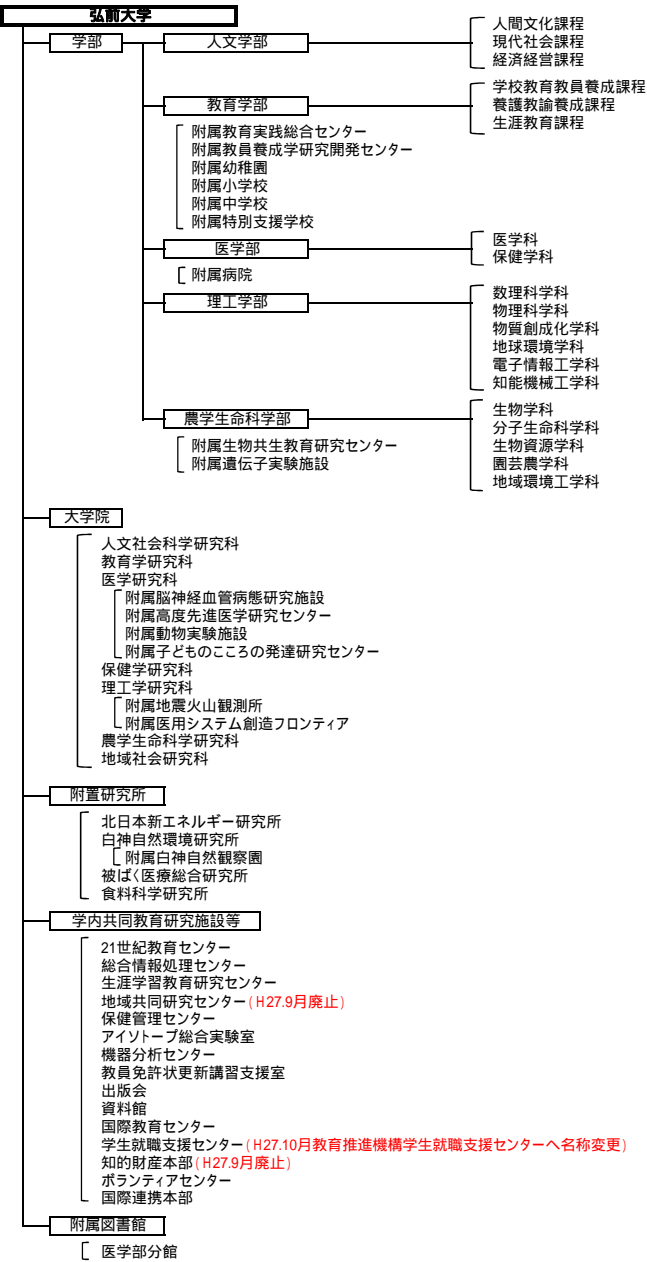 弘前大学
学部
人文学部
人間文化課程
現代社会課程
経済経営課程
教育学部
学校教育教員養成課程
養護教諭養成課程
生涯教育課程
附属教育実践総合センター
附属教員養成学研究開発センター
附属幼稚園
附属小学校
附属中学校
附属特別支援学校
医学部
医学科
保健学科
附属病院
理工学部
数理科学科
物理科学科
物質創成化学科
地球環境学科
電子情報工学科
知能機械工学科
農学生命科学部
生物学科
分子生命科学科
生物資源学科
園芸農学科
地域環境工学科
附属生物共生教育研究センター
附属遺伝子実験施設
大学院
人文社会科学研究科
教育学研究科
医学研究科
附属脳神経血管病態研究施設
附属高度先進医学研究センター
附属動物実験施設
附属子どものこころの発達研究センター
保健学研究科
理工学研究科
附属地震火山観測所
附属医用システム創造フロンティア
農学生命科学研究科
地域社会研究科
附置研究所
北日本新エネルギー研究所
白神自然環境研究所
附属白神自然観察園
被ばく医療総合研究所
食料科学研究所
学内共同教育研究施設等
21世紀教育センター
総合情報処理センター
生涯学習教育研究センター
地域共同研究センター(H27.9月廃止)
保健管理センター
アイソトープ総合実験室
機器分析センター
教員免許状更新講習支援室
出版会
資料館
国際教育センター
学生就職支援センター(H27.10月教育推進機構学生就職支援センターへ名称変更)
知的財産本部(H27.9月廃止)
ボランティアセンター
国際連携本部
附属図書館
医学部分館